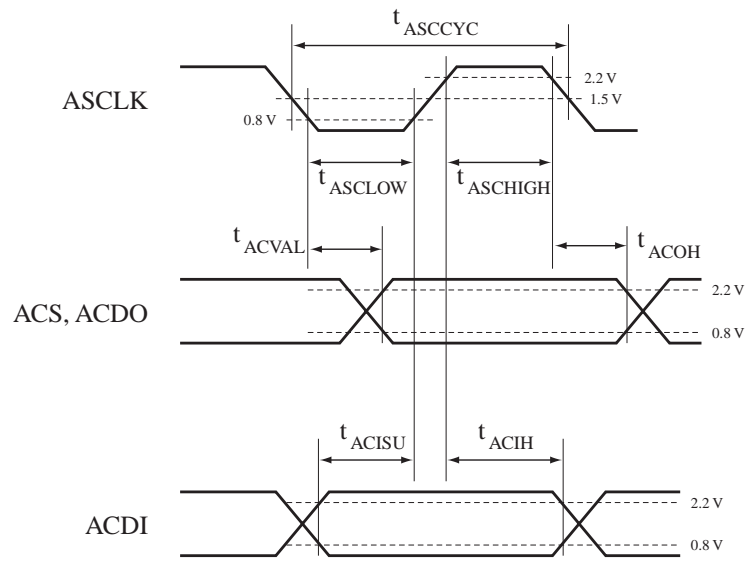 t ASCCYC
ASCLK
2.2 V
1.5 V
0.8 V
t ASCLOW
t ASCHIGH
t ACVAL
t ACOH
ACS, ACDO
2.2 V
0.8 V
t ACISU
t ACIH
ACDI
2.2 V
0.8 V